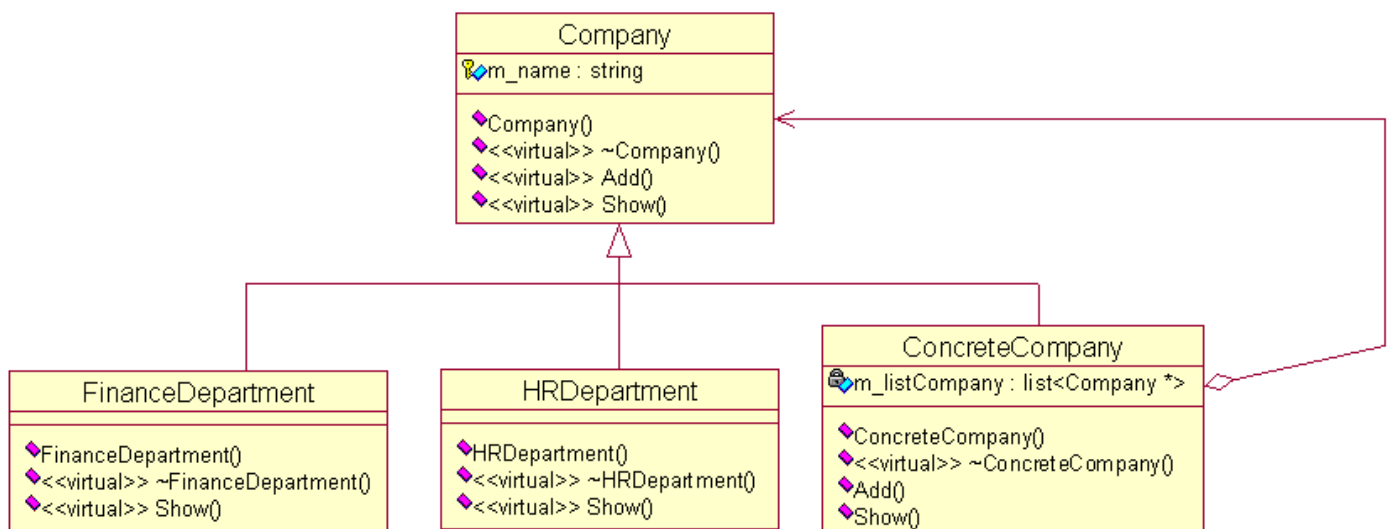 Company
m_name : string
Company()
<<virtual>> ~Company()
<<virtual>> Add()
<<virtual>> Show()
FinanceDepartment
FinanceDepartment()
<<virtual>> ~FinanceDepartment()
<<virtual>> Show()
HRDepartment
HRDepartment()
<<virtual>> ~HRDepartment()
<<virtual>> Show()
ConcreteCompany
m_listCompany : list<Company *>
ConcreteCompany()
<<virtual>> ~ConcreteCompany()
Add()
Show()